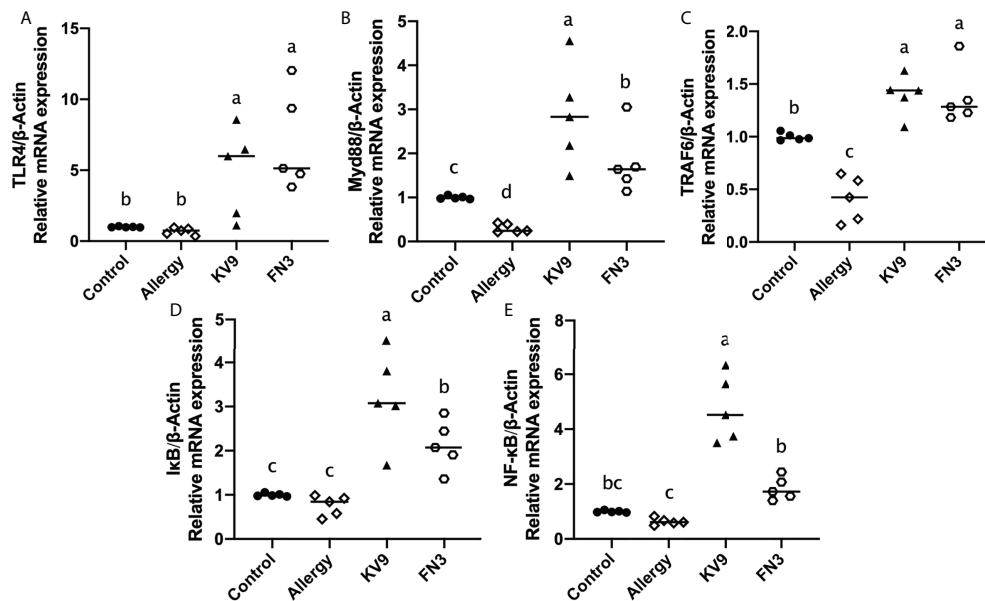 A
TLR4/β-Actin
Relative mRNA expression
15
10
5
0
b
b
a
a
Control
Allergy
KV9
FN3
B
Myd88/β-Actin
Relative mRNA expression
5
4
3
2
1
0
c
d
a
b
Control
Allergy
KV9
FN3
C
TRAF6/β-Actin
Relative mRNA expression
2.0
1.5
1.0
0.5
0.0
b
c
a
a
Control
Allergy
KV9
FN3
D
IκB/β-Actin
Relative mRNA expression
5
4
3
2
1
0
c
c
a
b
Control
Allergy
KV9
FN3
E
NF-κB/β-Actin
Relative mRNA expression
8
6
4
2
0
bc
c
a
b
Control
Allergy
KV9
FN3